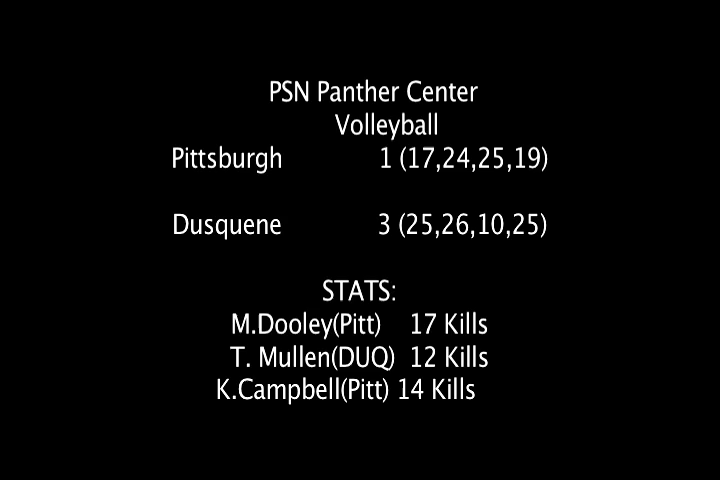 PSN Panther Center
Volleyball
Pittsburgh 1 (17,24,25,19)
Dusquene 3 (25,26,10,25)
STATS:
M.Dooley(Pitt) 17 Kills
T. Mullen(DUQ) 12 Kills
K.Campbell(Pitt) 14 Kills